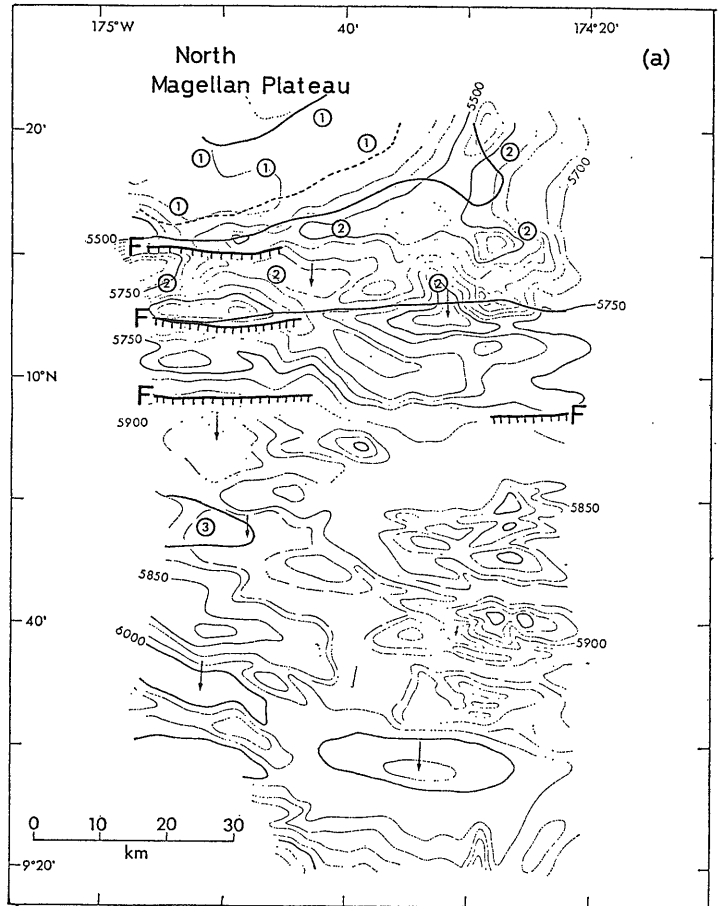 175°W 40' 174°20'
North
Magellan Plateau
(a)
20'
① ① ① ① ①
5500
5700
② ② ② ② ② ②
5500 F
5750
5750
5750 F
10°N
F F
5900
5850
③
5850
40'
5900
6000
0 10 20 30
km
9°20'